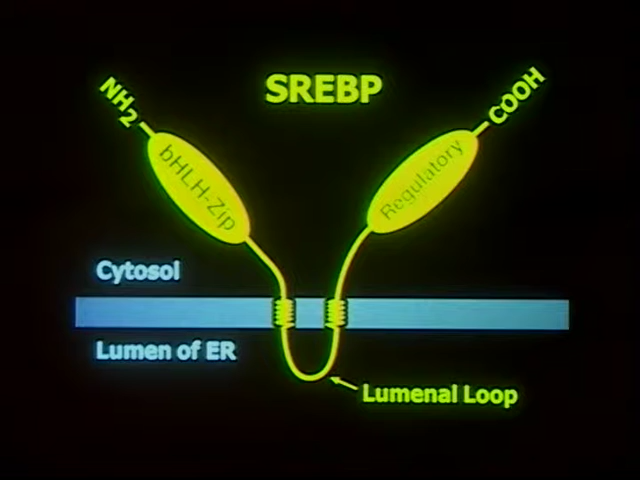 SREBP
NH2
COOH
bHLH-Zip
Regulatory
Cytosol
Lumen of ER
Lumenal Loop